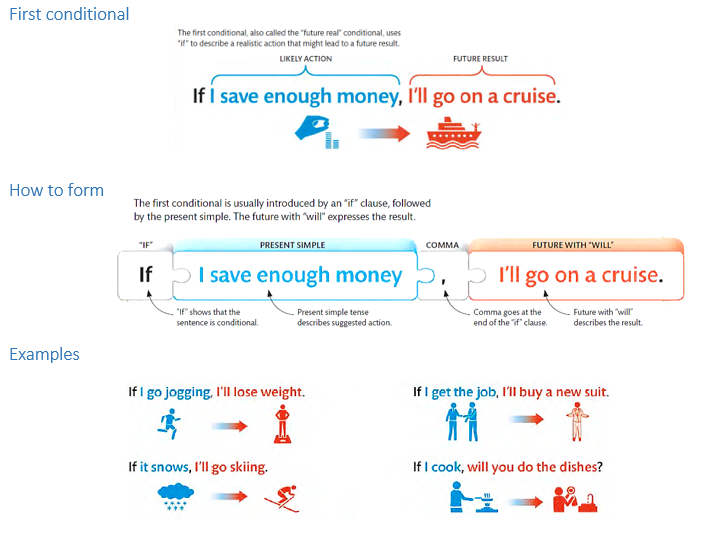 First conditional
The first conditional, also called the "future real" conditional, uses
"if" to describe a realistic action that might lead to a future result.
LIKELY ACTION FUTURE RESULT
If I save enough money, I'll go on a cruise.
How to form
The first conditional is usually introduced by an "if" clause, followed
by the present simple. The future with "will" expresses the result.
"IF" PRESENT SIMPLE COMMA FUTURE WITH "WILL"
If I save enough money , I'll go on a cruise.
"If" shows that the
sentence is conditional.
Present simple tense
describes suggested action.
Comma goes at the
end of the "if" clause.
Future with "will"
describes the result.
Examples
If I go jogging, I'll lose weight.
If I get the job, I'll buy a new suit.
If it snows, I'll go skiing.
If I cook, will you do the dishes?